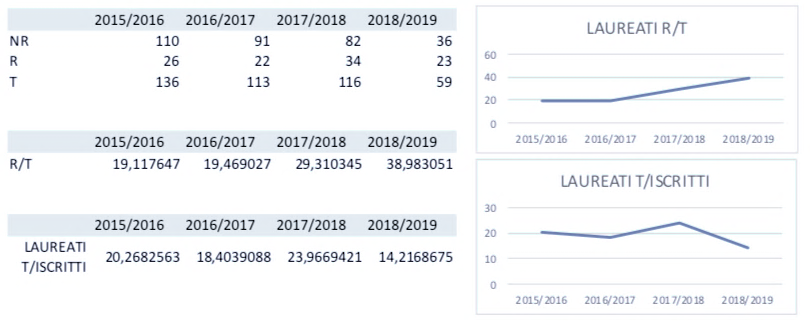 2015/2016 2016/2017 2017/2018 2018/2019
NR 110 91 82 36
R 26 22 34 23
T 136 113 116 59
2015/2016 2016/2017 2017/2018 2018/2019
R/T 19,117647 19,469027 29,310345 38,983051
2015/2016 2016/2017 2017/2018 2018/2019
LAUREATI
T/ISCRITTI 20,2682563 18,4039088 23,9669421 14,2168675
LAUREATI R/T
60
40
20
0
2015/2016 2016/2017 2017/2018 2018/2019
LAUREATI T/ISCRITTI
30
20
10
0
2015/2016 2016/2017 2017/2018 2018/2019